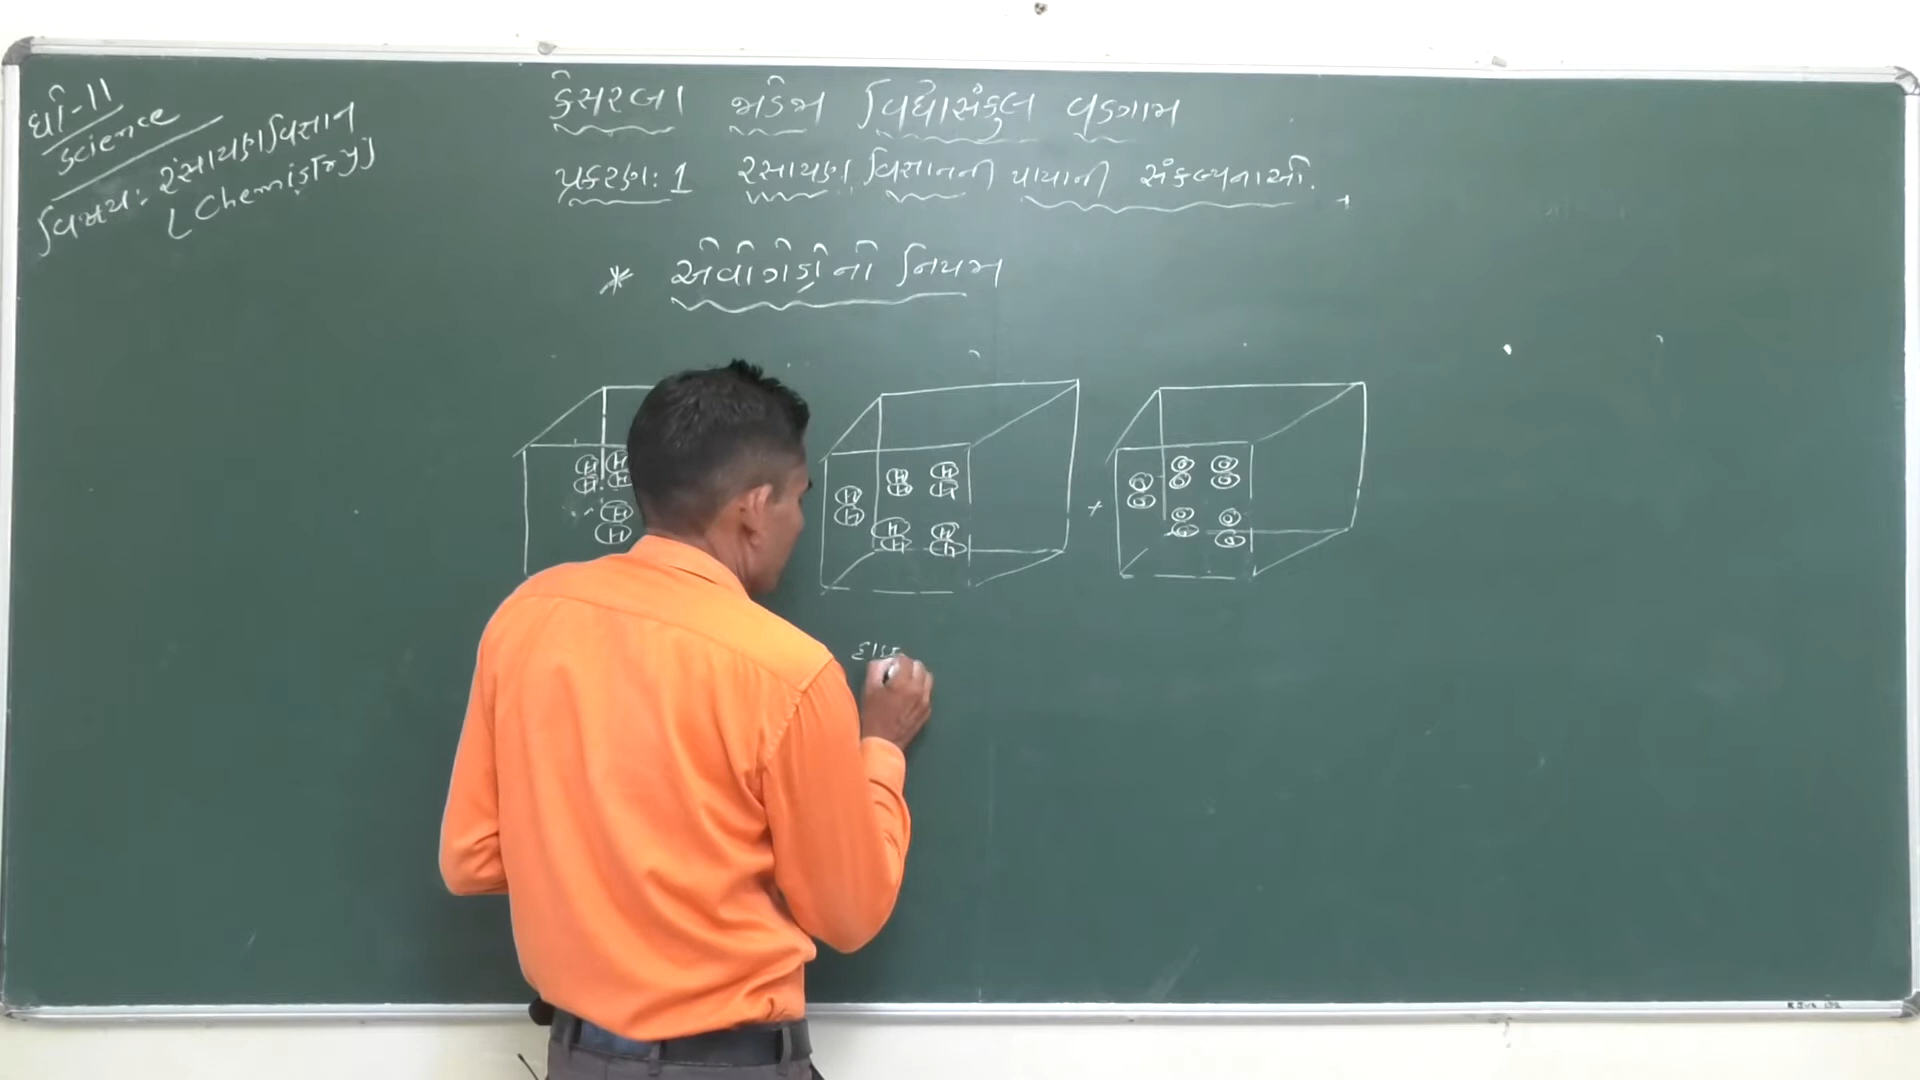 ધો-11
Science
વિષય: રસાયણવિજ્ઞાન
(Chemistry)
કેસરબા જાડેજા વિદ્યાસંકુલ વડગામ
પ્રકરણ: 1 રસાયણ વિજ્ઞાનની પાયાની સંકલ્પનાઓ.
* એવોગેડ્રોનો નિયમ
H H H H H H
H H H H H H
H H H H
H H H H
+
O O O O O
O O O O O
હાઇ